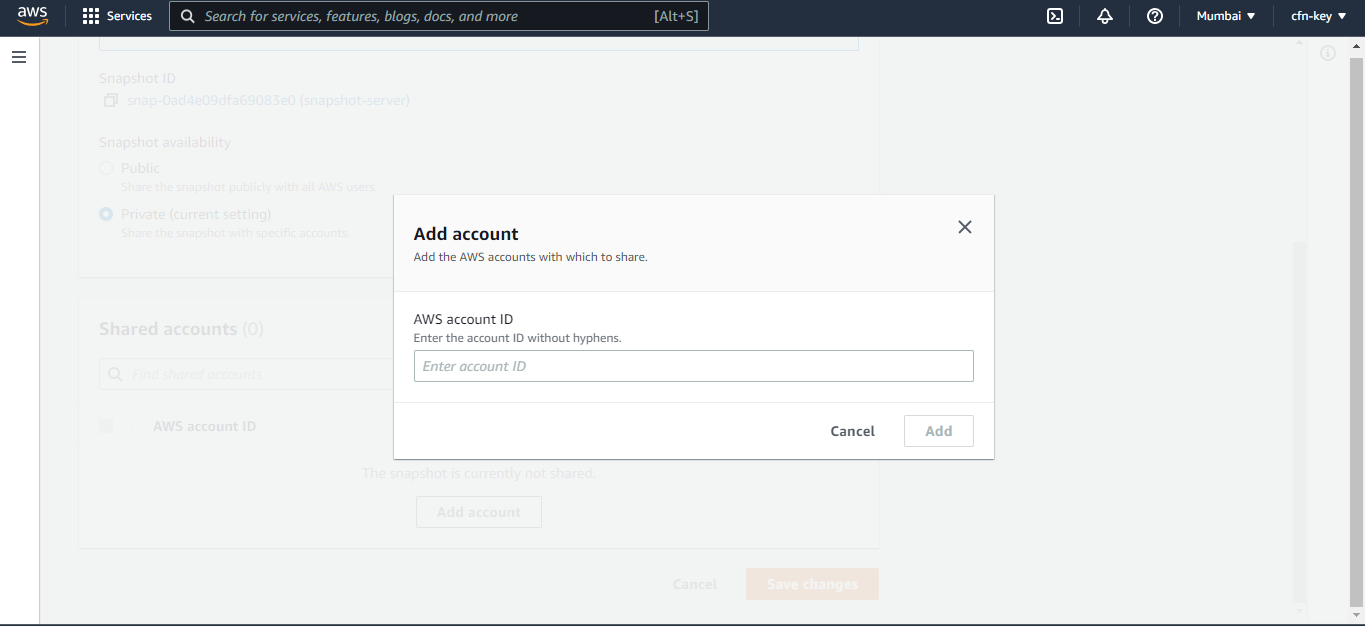 aws
Services
Search for services, features, blogs, docs, and more
[Alt+S]
Mumbai
cfn-key
Snapshot ID
snap-0ad4e09dfa69083e0 (snapshot-server)
Snapshot availability
Public
Share the snapshot publicly with all AWS users.
Private (current setting)
Share the snapshot with specific accounts.
Add account
Add the AWS accounts with which to share.
AWS account ID
Enter the account ID without hyphens.
Enter account ID
Cancel
Add
Shared accounts (0)
Find shared accounts
AWS account ID
The snapshot is currently not shared.
Add account
Cancel
Save changes